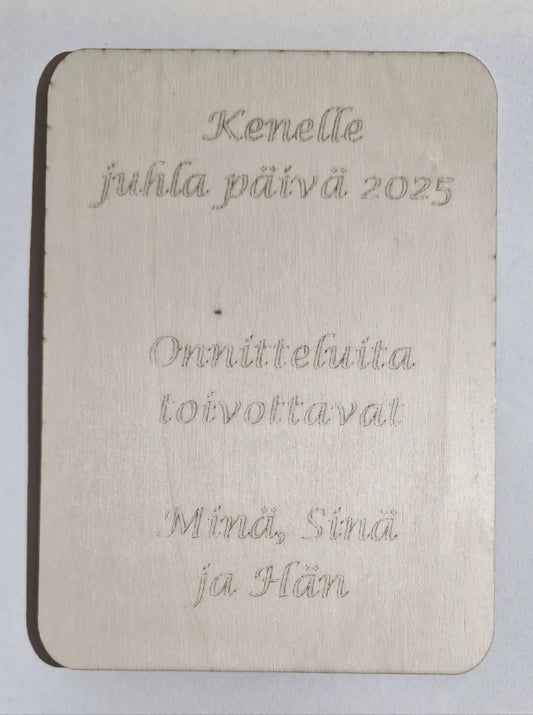 Kenelle
juhla päivä 2025
Onnitteluita
toivottavat
Minä, Sinä
ja Hän